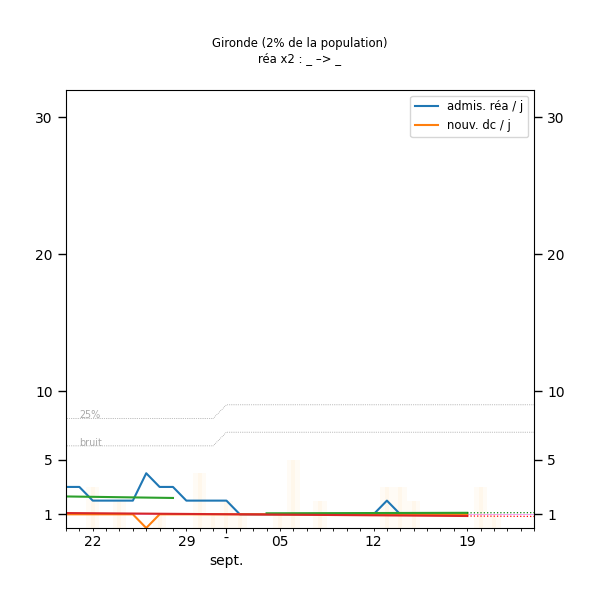 Gironde (2% de la population)
réa x2 : _ –> _
admis. réa / j
nouv. dc / j
30 30
20 20
10 10
25%
bruit
5 5
1 1
22 29 - 05 12 19
sept.